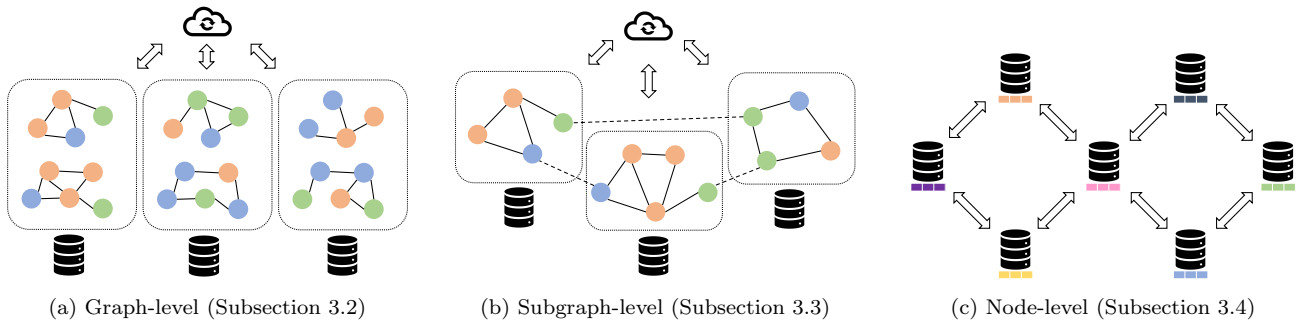 (a) Graph-level (Subsection 3.2)
(b) Subgraph-level (Subsection 3.3)
(c) Node-level (Subsection 3.4)